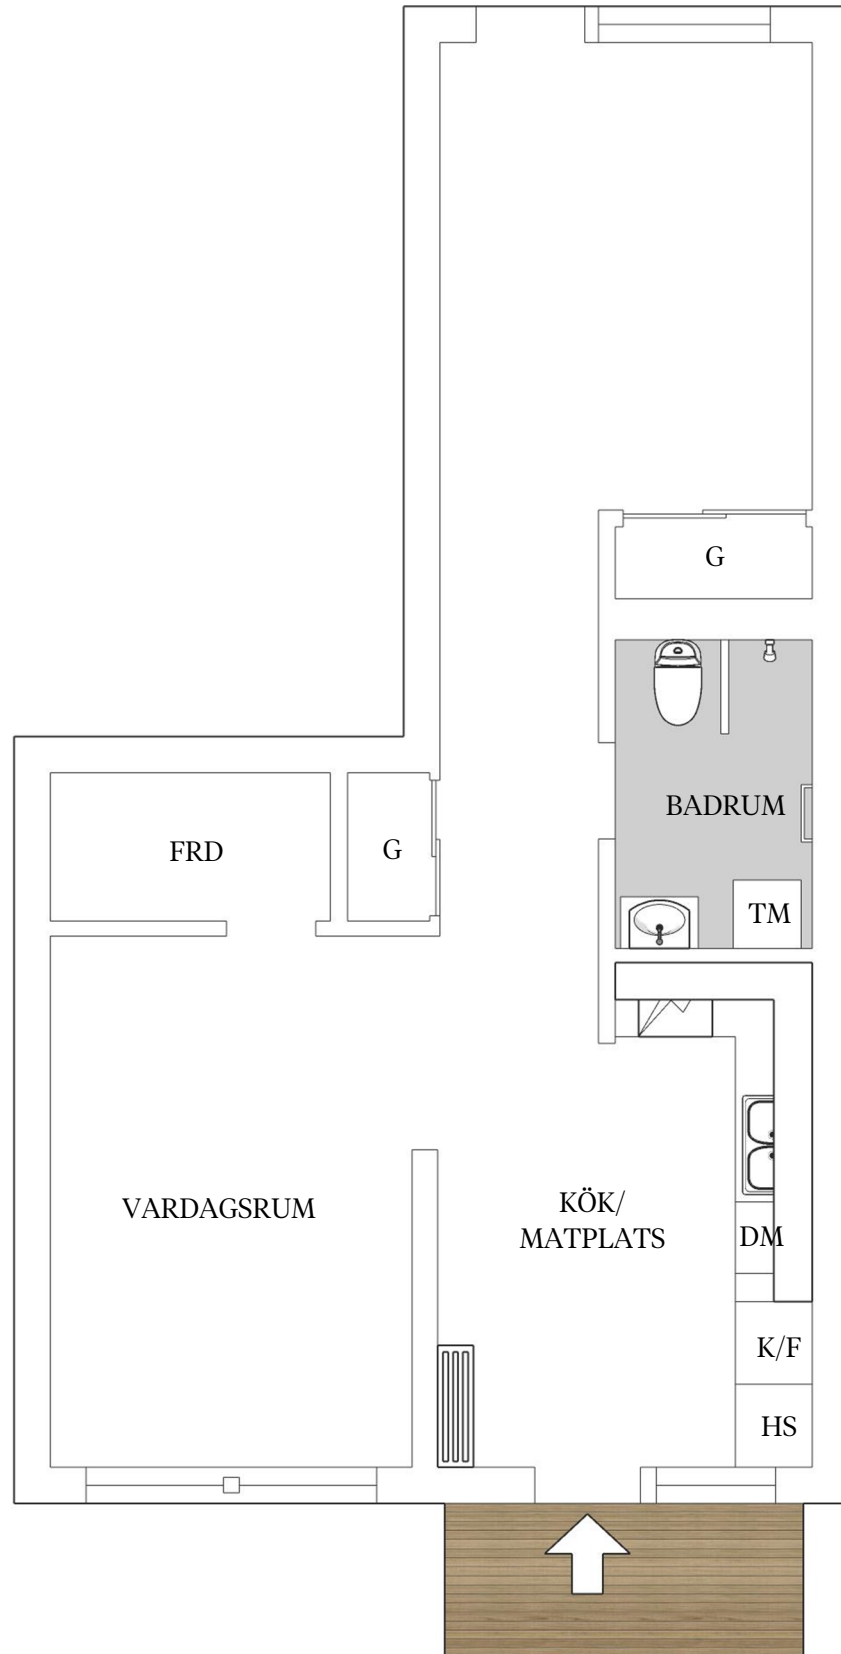 G
BADRUM
FRD
G
TM
VARDAGSRUM
KÖK/
MATPLATS
DM
K/F
HS